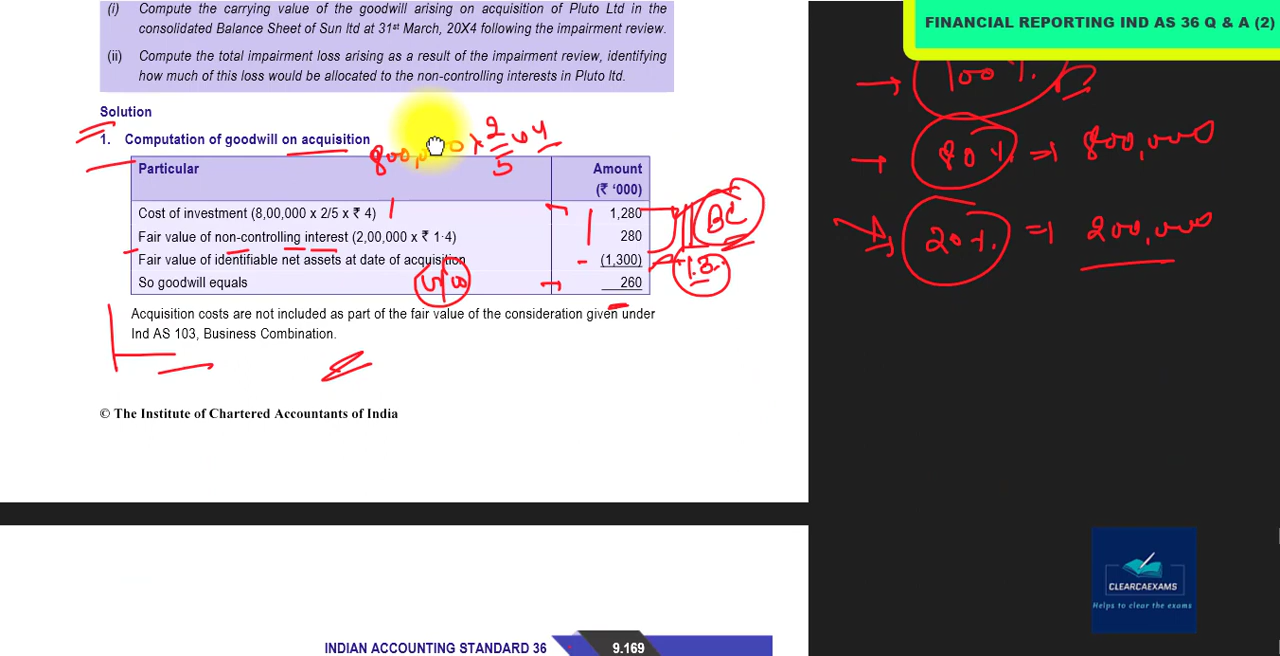 (i) Compute the carrying value of the goodwill arising on acquisition of Pluto Ltd in the
consolidated Balance Sheet of Sun ltd at 31st March, 20X4 following the impairment review.
(ii) Compute the total impairment loss arising as a result of the impairment review, identifying
how much of this loss would be allocated to the non-controlling interests in Pluto ltd.
Solution
1. Computation of goodwill on acquisition
Particular Amount
(₹ '000)
Cost of investment (8,00,000 x 2/5 x ₹ 4) 1,280
Fair value of non-controlling interest (2,00,000 x ₹ 1·4) 280
Fair value of identifiable net assets at date of acquisition (1,300)
So goodwill equals 260
Acquisition costs are not included as part of the fair value of the consideration given under
Ind AS 103, Business Combination.
© The Institute of Chartered Accountants of India
INDIAN ACCOUNTING STANDARD 36 9.169
FINANCIAL REPORTING IND AS 36 Q & A (2)
100%
80% ⇒ 800,000
20% ⇒ 200,000
CLEARCAEXAMS
Helps to clear the exams